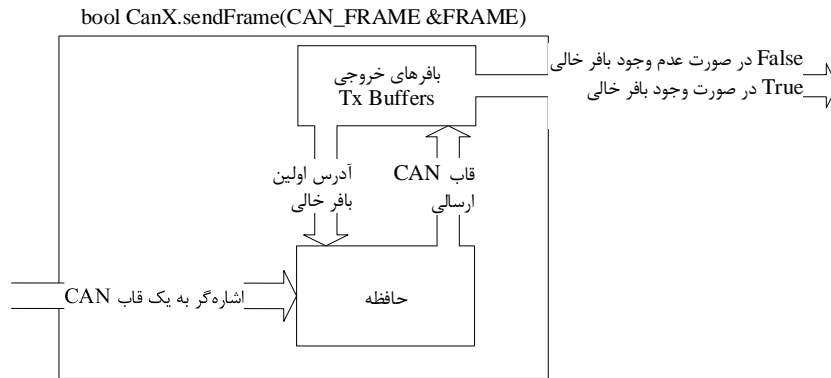 bool CanX.sendFrame(CAN_FRAME &FRAME)
بافرهای خروجی
Tx Buffers
False در صورت عدم وجود بافر خالی
True در صورت وجود بافر خالی
آدرس اولین
بافر خالی
قاب CAN
ارسالی
اشاره‌گر به یک قاب CAN
حافظه